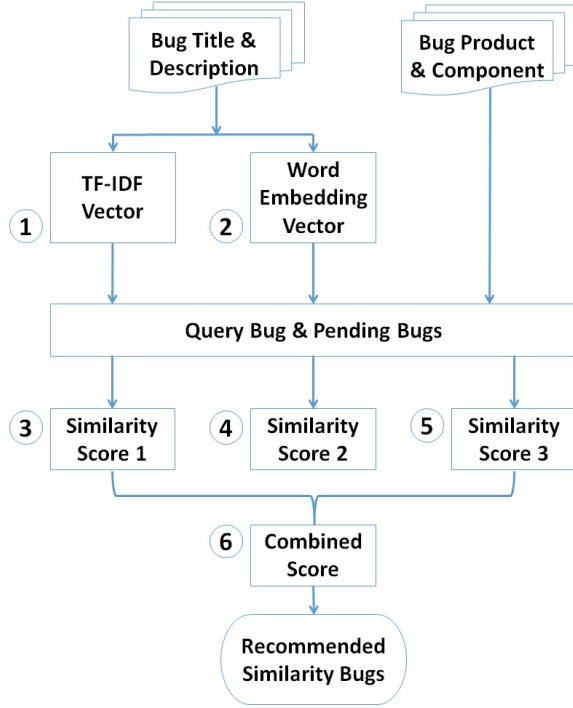 Bug Title &
Description
Bug Product
& Component
TF-IDF
Vector
1
Word
Embedding
Vector
2
Query Bug & Pending Bugs
3
Similarity
Score 1
4
Similarity
Score 2
5
Similarity
Score 3
6
Combined
Score
Recommended
Similarity Bugs